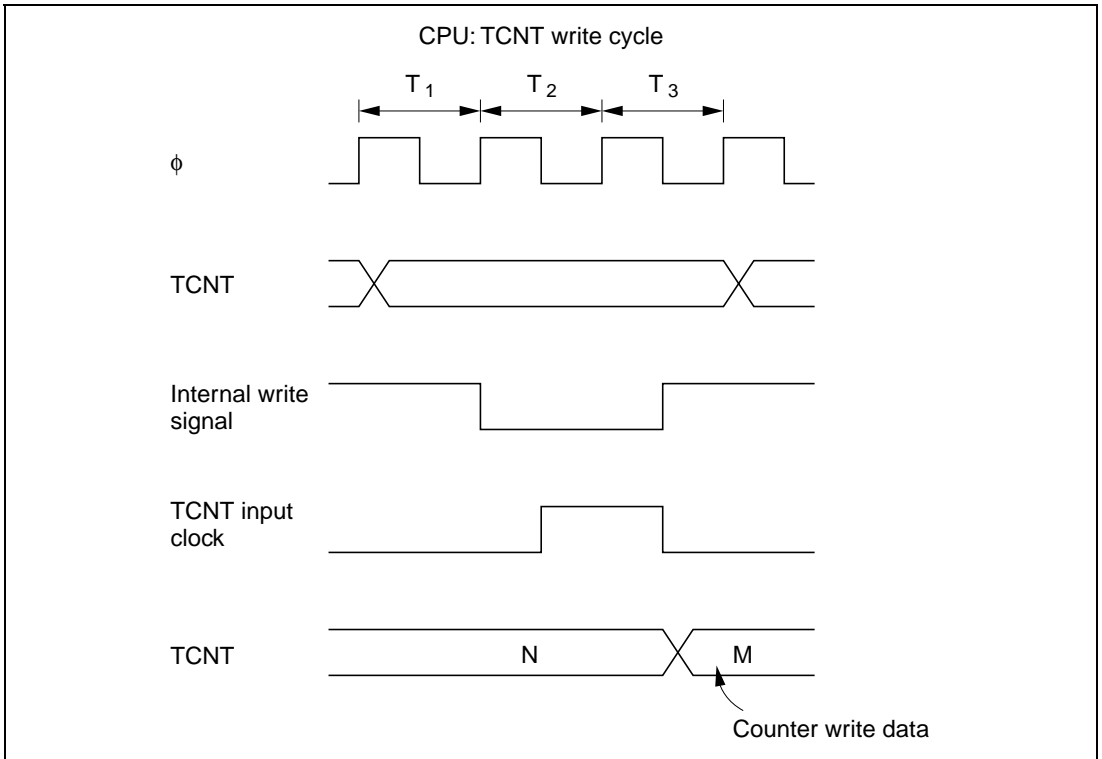 CPU: TCNT write cycle
T1 T2 T3
ϕ
TCNT
Internal write
signal
TCNT input
clock
TCNT
N M
Counter write data